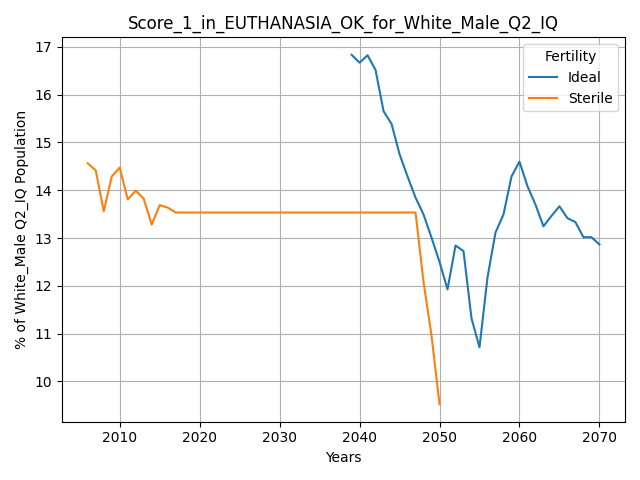 Score_1_in_EUTHANASIA_OK_for_White_Male_Q2_IQ
Fertility
Ideal
Sterile
% of White_Male Q2_IQ Population
17
16
15
14
13
12
11
10
2010 2020 2030 2040 2050 2060 2070
Years